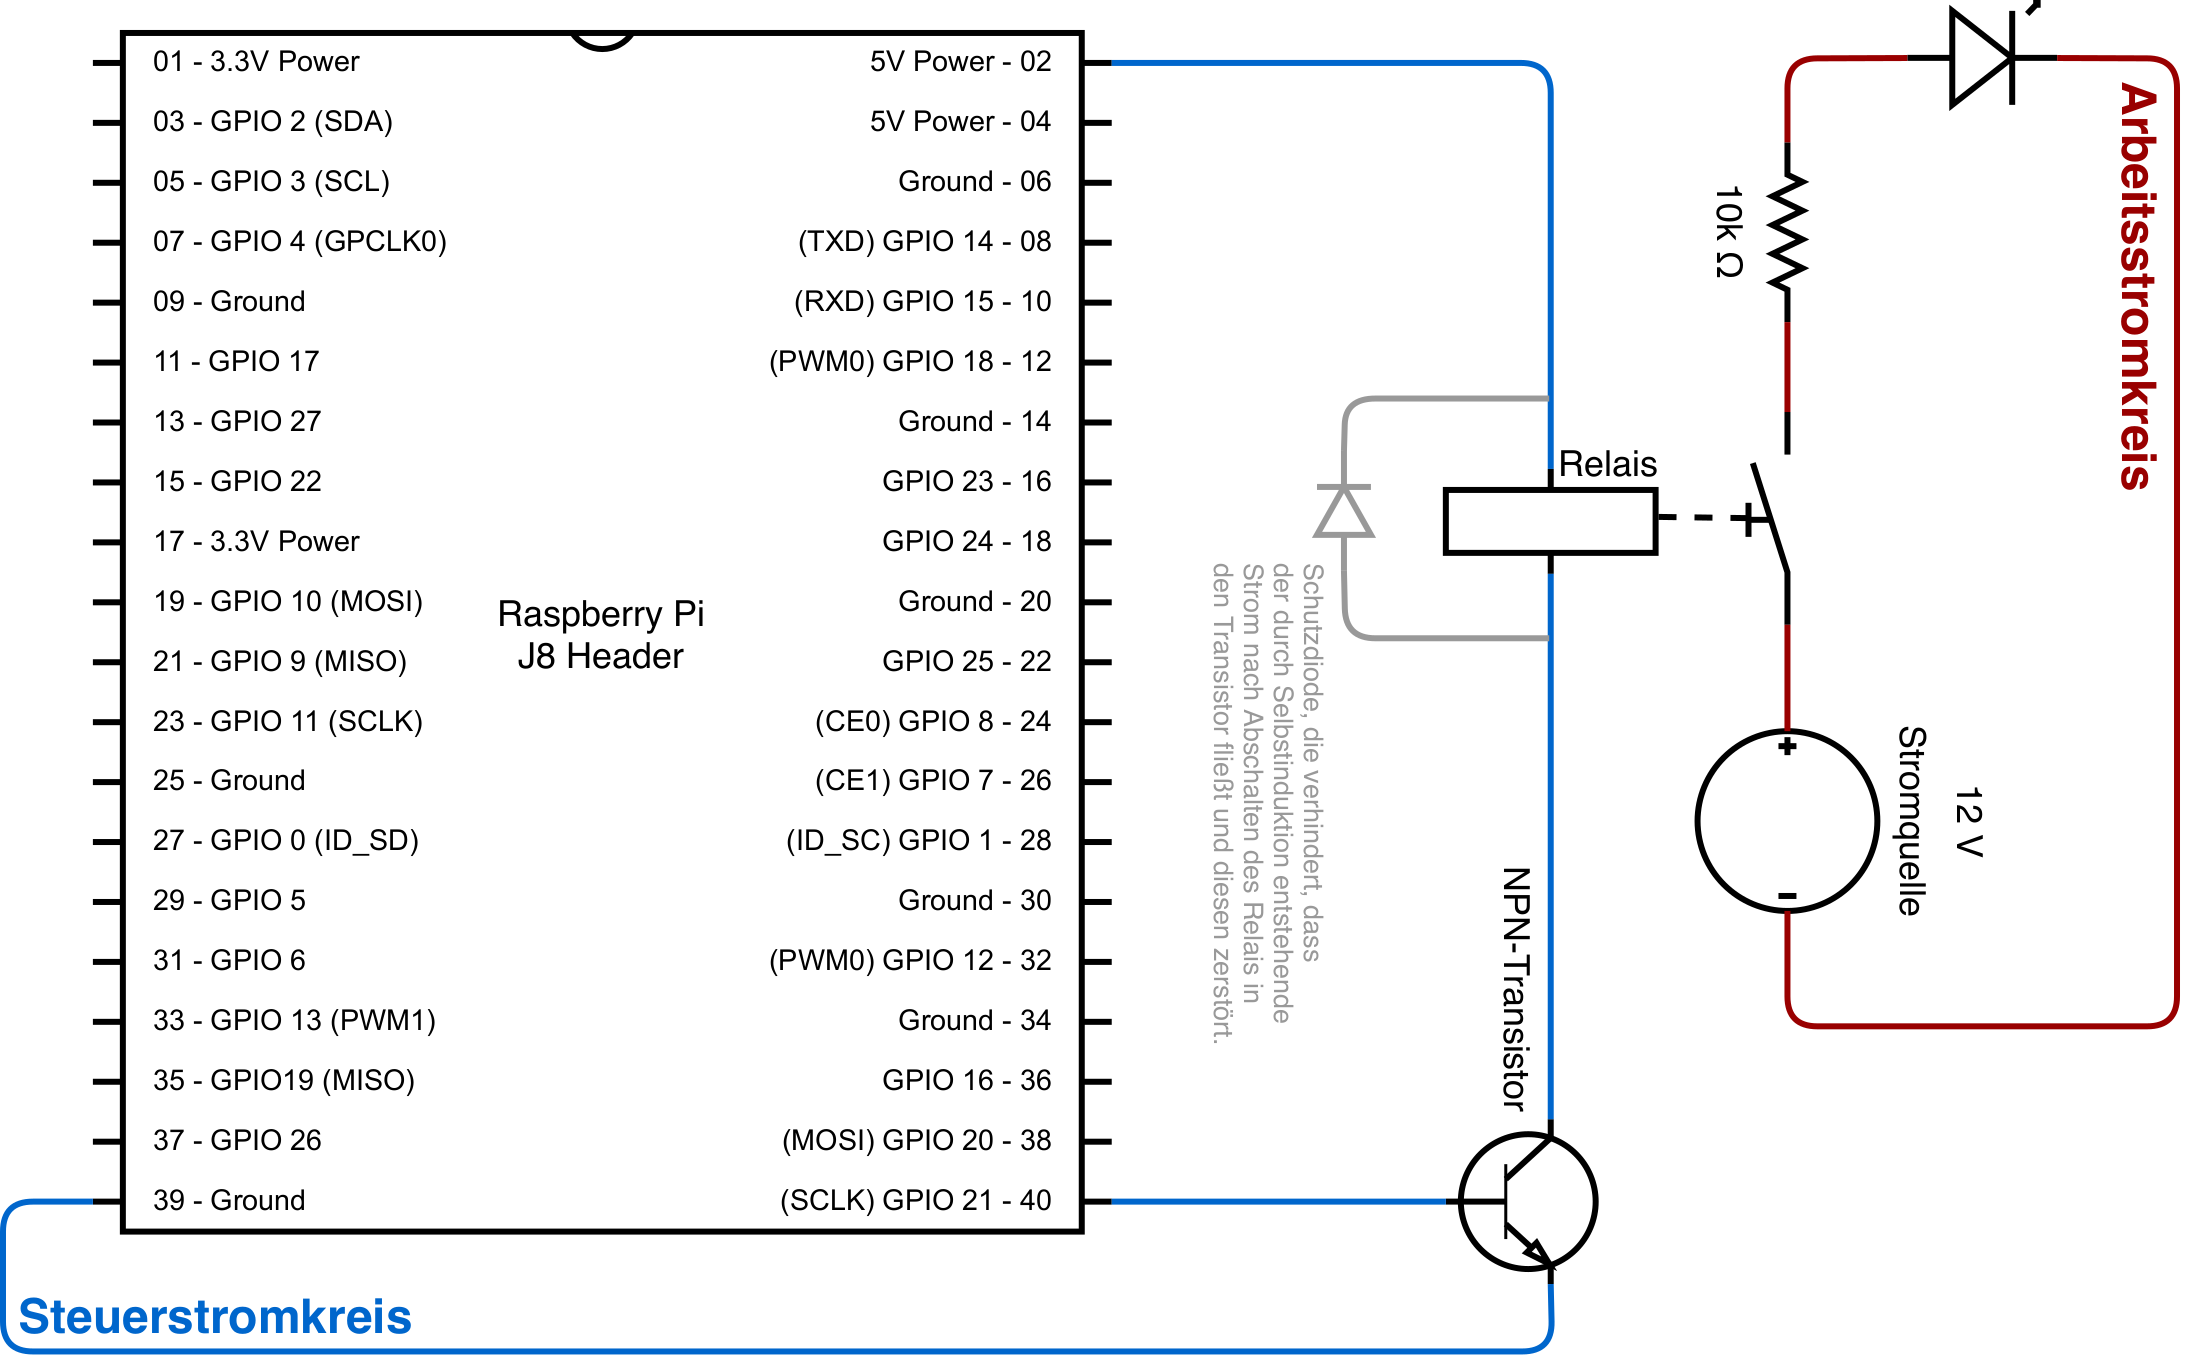 01 - 3.3V Power
03 - GPIO 2 (SDA)
05 - GPIO 3 (SCL)
07 - GPIO 4 (GPCLK0)
09 - Ground
11 - GPIO 17
13 - GPIO 27
15 - GPIO 22
17 - 3.3V Power
19 - GPIO 10 (MOSI)
21 - GPIO 9 (MISO)
23 - GPIO 11 (SCLK)
25 - Ground
27 - GPIO 0 (ID_SD)
29 - GPIO 5
31 - GPIO 6
33 - GPIO 13 (PWM1)
35 - GPIO19 (MISO)
37 - GPIO 26
39 - Ground
Raspberry Pi
J8 Header
5V Power - 02
5V Power - 04
Ground - 06
(TXD) GPIO 14 - 08
(RXD) GPIO 15 - 10
(PWM0) GPIO 18 - 12
Ground - 14
GPIO 23 - 16
GPIO 24 - 18
Ground - 20
GPIO 25 - 22
(CE0) GPIO 8 - 24
(CE1) GPIO 7 - 26
(ID_SC) GPIO 1 - 28
Ground - 30
(PWM0) GPIO 12 - 32
Ground - 34
GPIO 16 - 36
(MOSI) GPIO 20 - 38
(SCLK) GPIO 21 - 40
Steuerstromkreis
Schutzdiode, die verhindert, dass
der durch Selbstinduktion entstehende
Strom nach Abschalten des Relais in
den Transistor fließt und diesen zerstört.
Relais
NPN-Transistor
10k Ω
12 V
Stromquelle
Arbeitsstromkreis
+
-